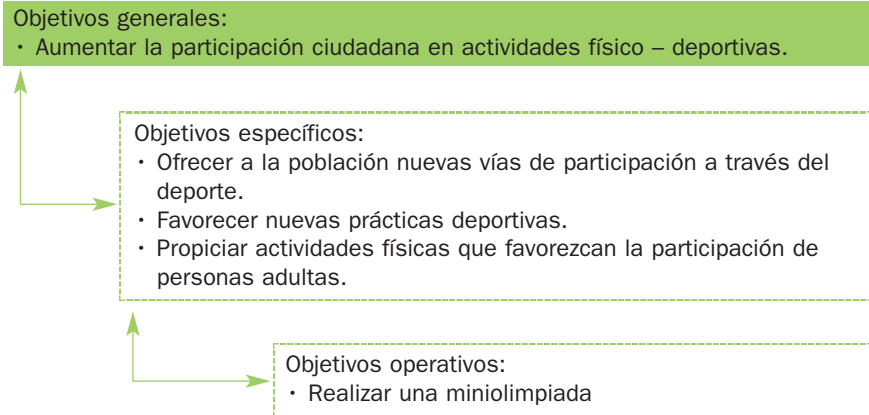 Objetivos generales:
· Aumentar la participación ciudadana en actividades físico – deportivas.
Objetivos específicos:
· Ofrecer a la población nuevas vías de participación a través del
deporte.
· Favorecer nuevas prácticas deportivas.
· Propiciar actividades físicas que favorezcan la participación de
personas adultas.
Objetivos operativos:
· Realizar una miniolimpiada